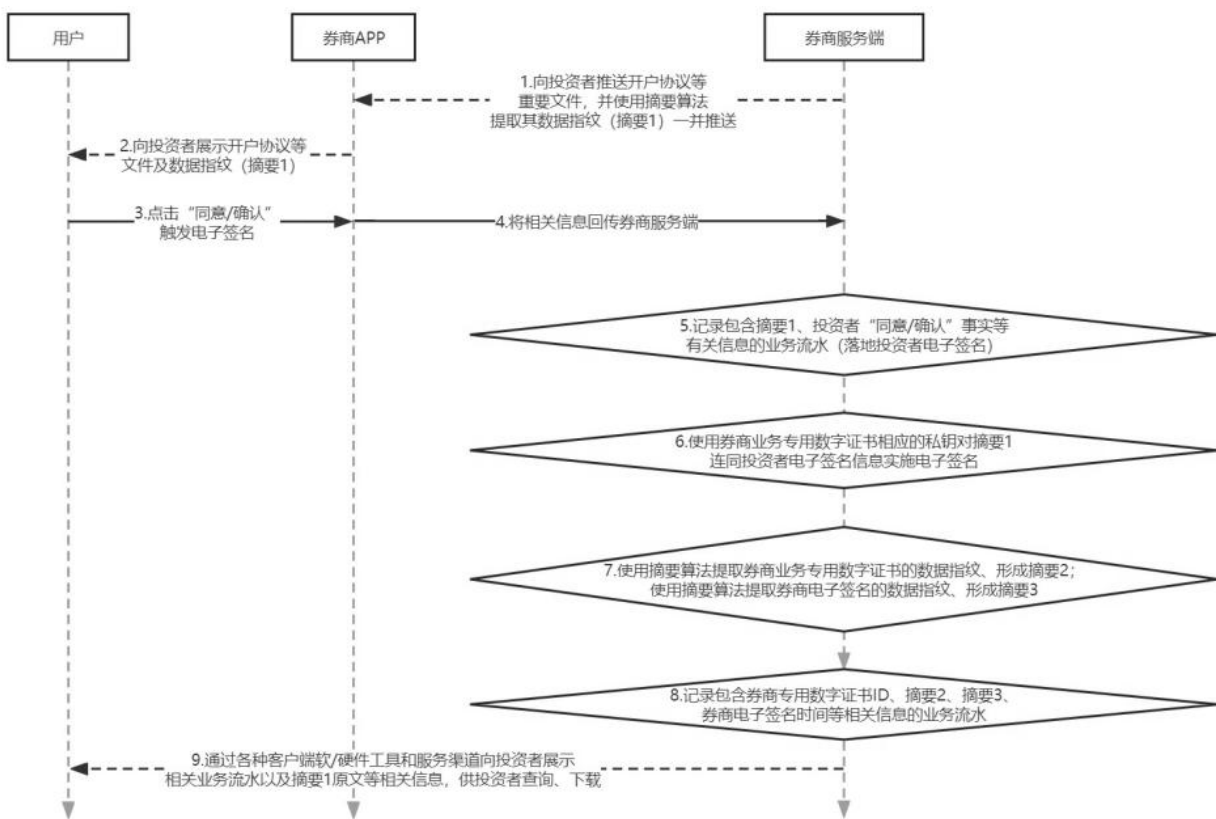 用户
券商APP
券商服务端
1.向投资者推送开户协议等
重要文件，并使用摘要算法
提取其数据指纹（摘要1）一并推送
2.向投资者展示开户协议等
文件及数据指纹（摘要1）
3.点击“同意/确认”
触发电子签名
4.将相关信息回传券商服务端
5.记录包含摘要1、投资者“同意/确认”事实等
有关信息的业务流水（落地投资者电子签名）
6.使用券商业务专用数字证书相应的私钥对摘要1
连同投资者电子签名信息实施电子签名
7.使用摘要算法提取券商业务专用数字证书的数据指纹、形成摘要2；
使用摘要算法提取券商电子签名的数据指纹、形成摘要3
8.记录包含券商专用数字证书ID、摘要2、摘要3、
券商电子签名时间等相关信息的业务流水
9.通过各种客户端软/硬件工具和服务渠道向投资者展示
相关业务流水以及摘要1原文等相关信息，供投资者查询、下载